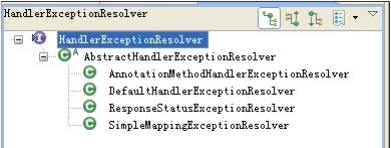 HandlerExceptionResolver
HandlerExceptionResolver
AbstractHandlerExceptionResolver
AnnotationMethodHandlerExceptionResolver
DefaultHandlerExceptionResolver
ResponseStatusExceptionResolver
SimpleMappingExceptionResolver